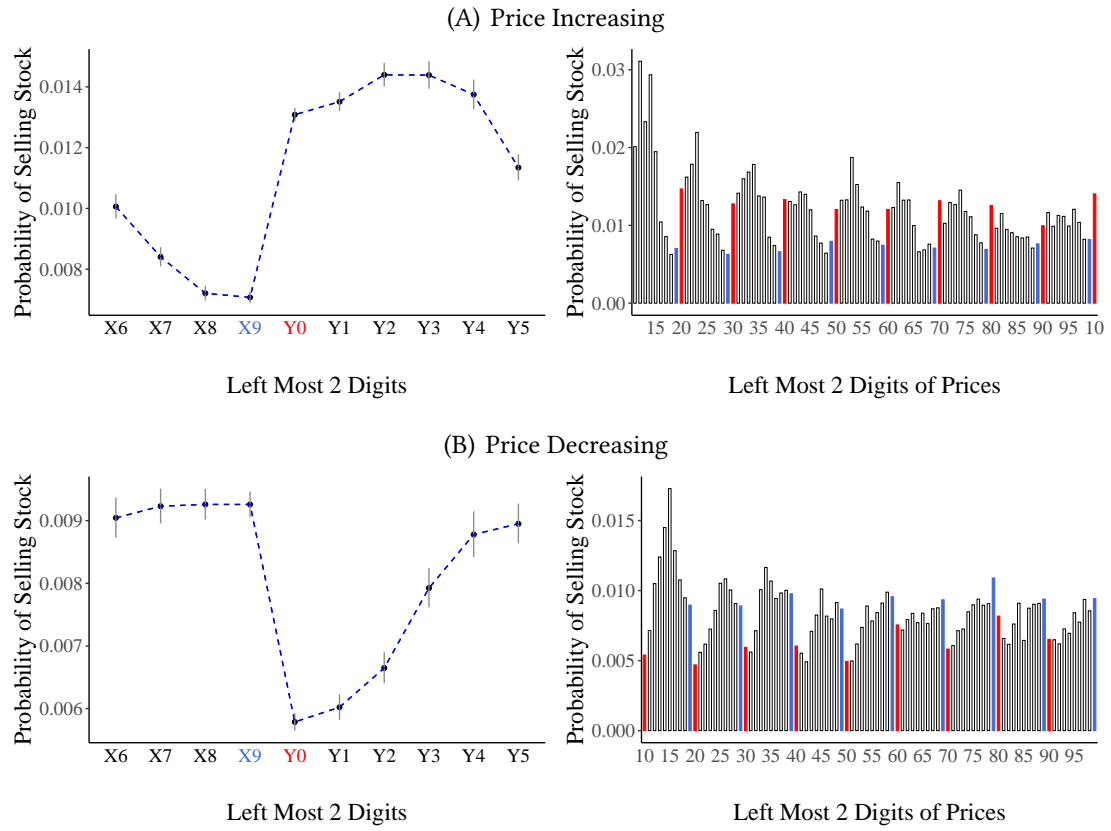 (A) Price Increasing
Probability of Selling Stock
0.014
0.012
0.010
0.008
X6 X7 X8 X9 Y0 Y1 Y2 Y3 Y4 Y5
Left Most 2 Digits
Probability of Selling Stock
0.03
0.02
0.01
0.00
15 20 25 30 35 40 45 50 55 60 65 70 75 80 85 90 95 10
Left Most 2 Digits of Prices
(B) Price Decreasing
Probability of Selling Stock
0.009
0.008
0.007
0.006
X6 X7 X8 X9 Y0 Y1 Y2 Y3 Y4 Y5
Left Most 2 Digits
Probability of Selling Stock
0.015
0.010
0.005
0.000
10 15 20 25 30 35 40 45 50 55 60 65 70 75 80 85 90 95
Left Most 2 Digits of Prices